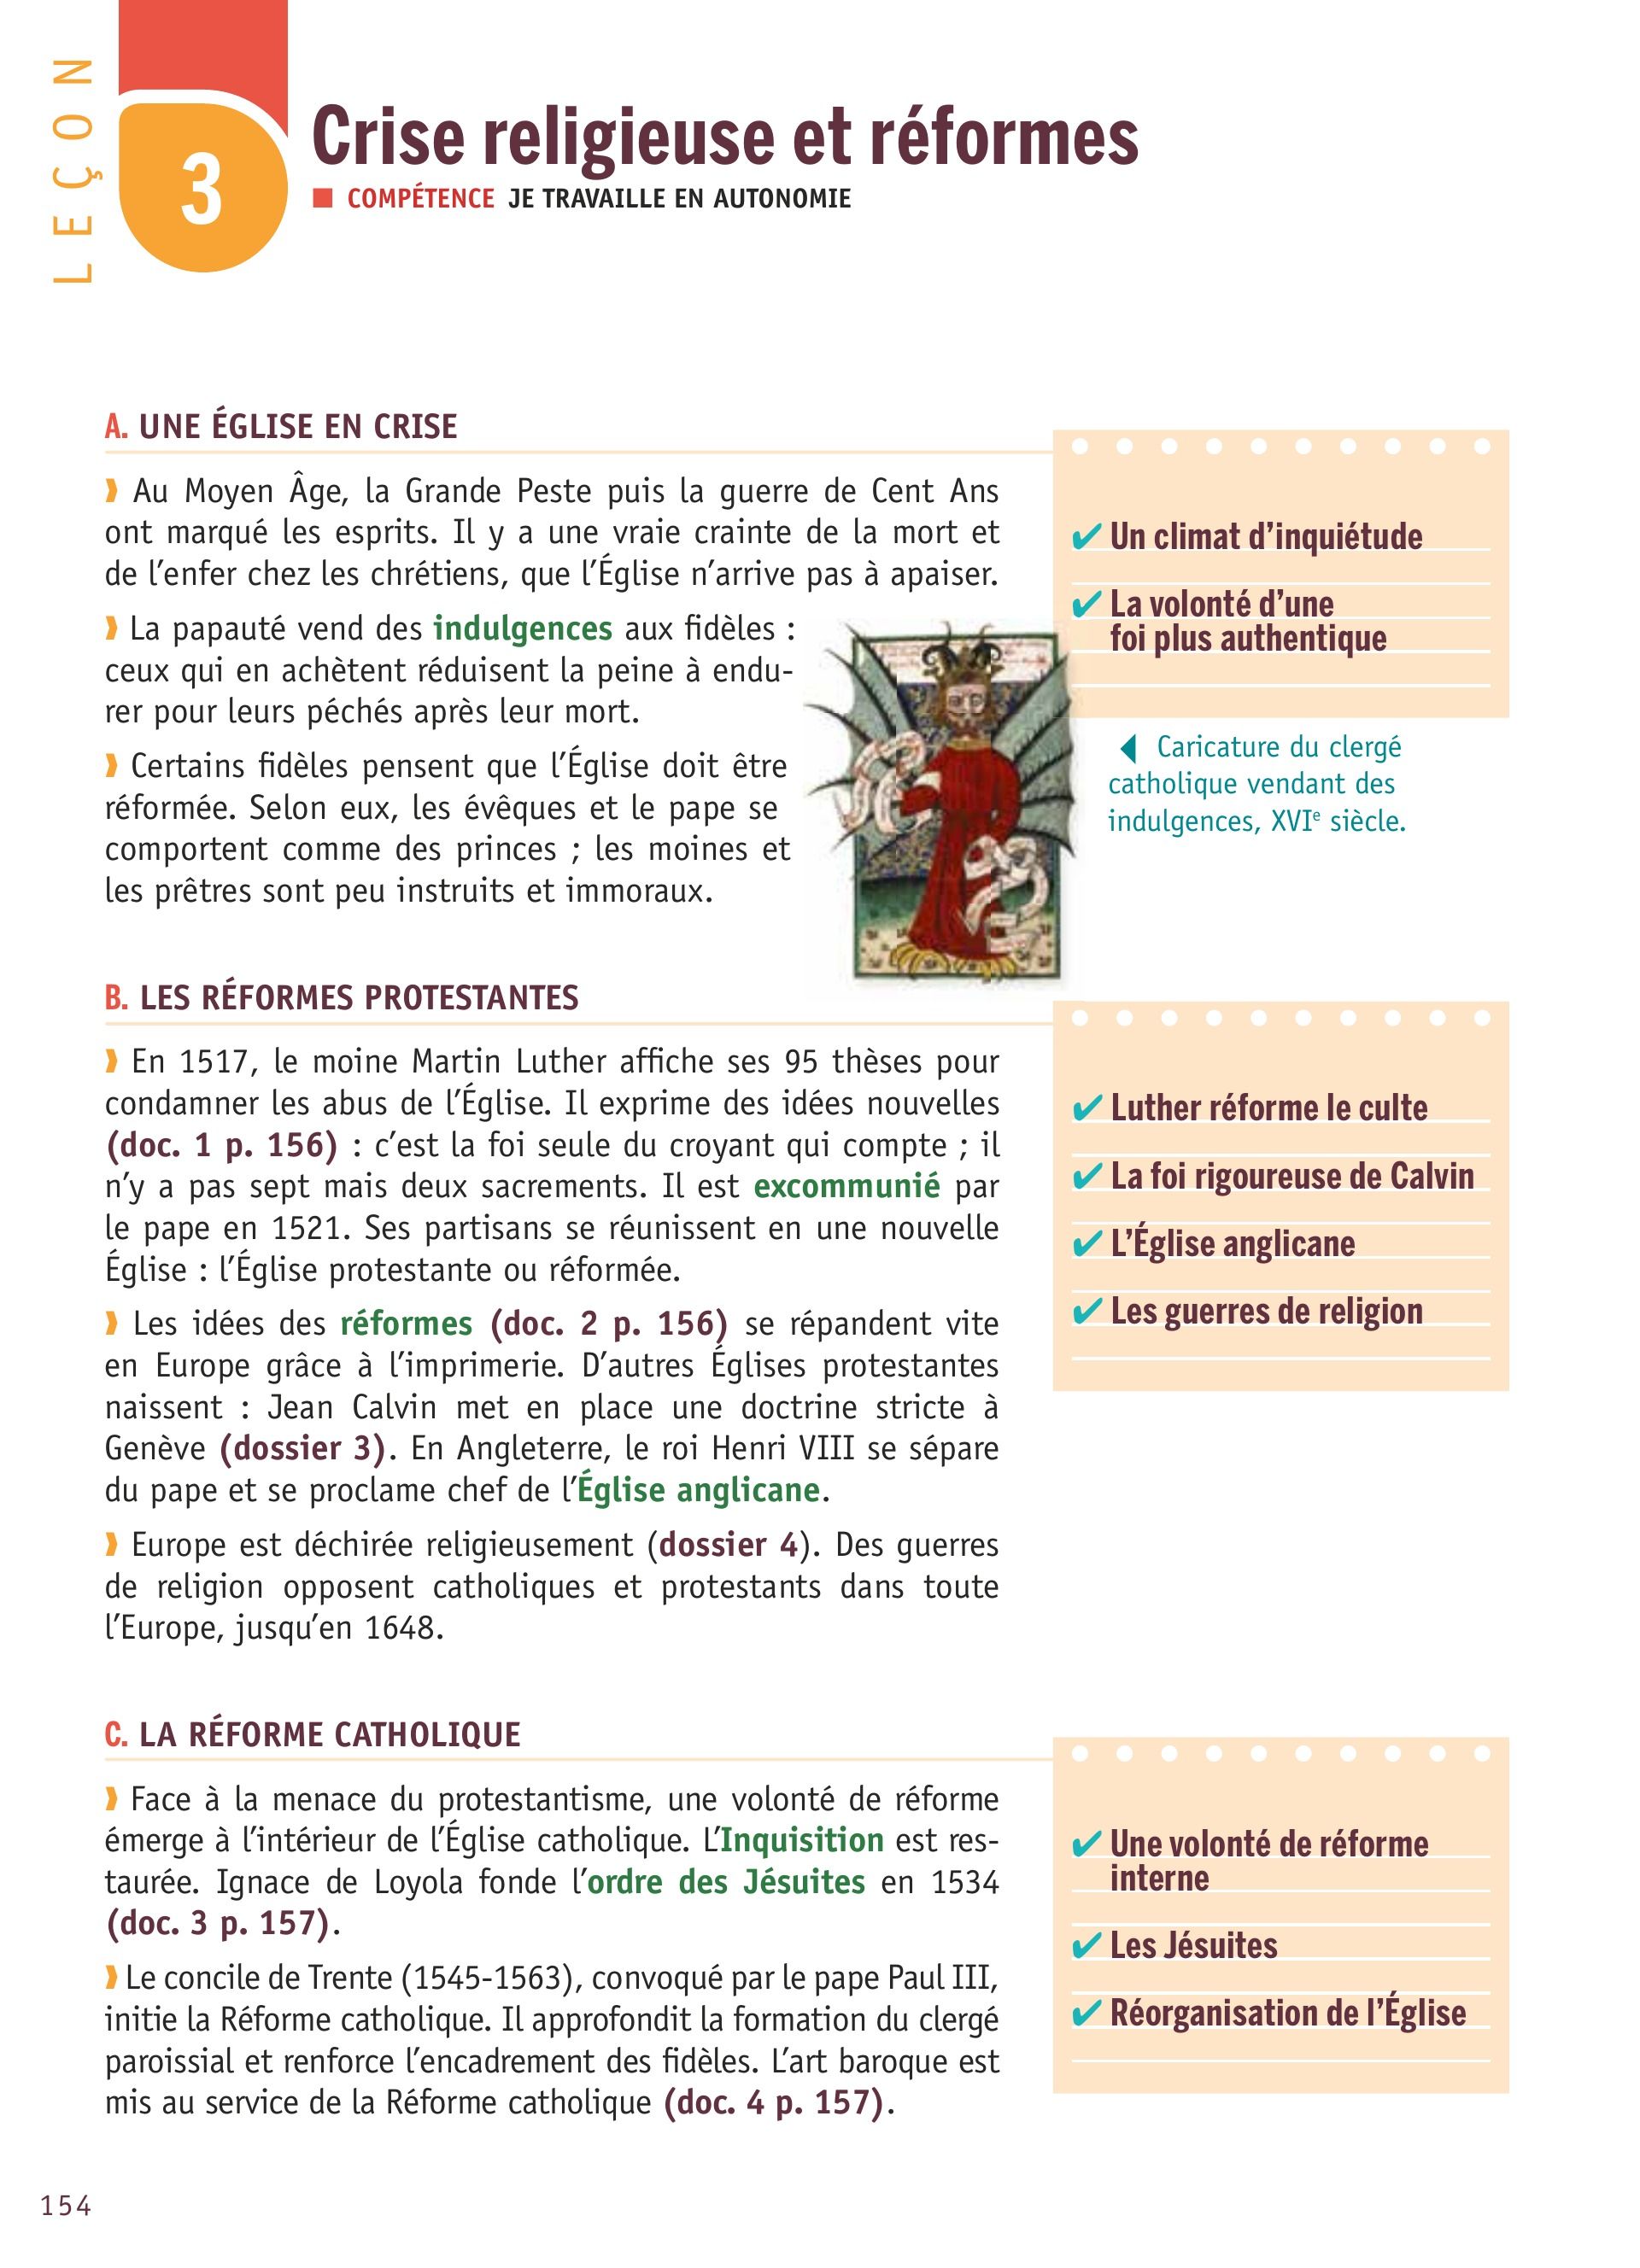 LEÇON
3
Crise religieuse et réformes
■ COMPÉTENCE JE TRAVAILLE EN AUTONOMIE
A. UNE ÉGLISE EN CRISE
Au Moyen Âge, la Grande Peste puis la guerre de Cent Ans
ont marqué les esprits. Il y a une vraie crainte de la mort et
de l’enfer chez les chrétiens, que l’Église n’arrive pas à apaiser.
La papauté vend des indulgences aux fidèles :
ceux qui en achètent réduisent la peine à endu-
rer pour leurs péchés après leur mort.
Certains fidèles pensent que l’Église doit être
réformée. Selon eux, les évêques et le pape se
comportent comme des princes ; les moines et
les prêtres sont peu instruits et immoraux.
✔ Un climat d’inquiétude
✔ La volonté d’une
foi plus authentique
◀ Caricature du clergé
catholique vendant des
indulgences, XVIe siècle.
B. LES RÉFORMES PROTESTANTES
En 1517, le moine Martin Luther affiche ses 95 thèses pour
condamner les abus de l’Église. Il exprime des idées nouvelles
(doc. 1 p. 156) : c’est la foi seule du croyant qui compte ; il
n’y a pas sept mais deux sacrements. Il est excommunié par
le pape en 1521. Ses partisans se réunissent en une nouvelle
Église : l’Église protestante ou réformée.
Les idées des réformes (doc. 2 p. 156) se répandent vite
en Europe grâce à l’imprimerie. D’autres Églises protestantes
naissent : Jean Calvin met en place une doctrine stricte à
Genève (dossier 3). En Angleterre, le roi Henri VIII se sépare
du pape et se proclame chef de l’Église anglicane.
Europe est déchirée religieusement (dossier 4). Des guerres
de religion opposent catholiques et protestants dans toute
l’Europe, jusqu’en 1648.
✔ Luther réforme le culte
✔ La foi rigoureuse de Calvin
✔ L’Église anglicane
✔ Les guerres de religion
C. LA RÉFORME CATHOLIQUE
Face à la menace du protestantisme, une volonté de réforme
émerge à l’intérieur de l’Église catholique. L’Inquisition est res-
taurée. Ignace de Loyola fonde l’ordre des Jésuites en 1534
(doc. 3 p. 157).
Le concile de Trente (1545-1563), convoqué par le pape Paul III,
initie la Réforme catholique. Il approfondit la formation du clergé
paroissial et renforce l’encadrement des fidèles. L’art baroque est
mis au service de la Réforme catholique (doc. 4 p. 157).
✔ Une volonté de réforme
interne
✔ Les Jésuites
✔ Réorganisation de l’Église
154